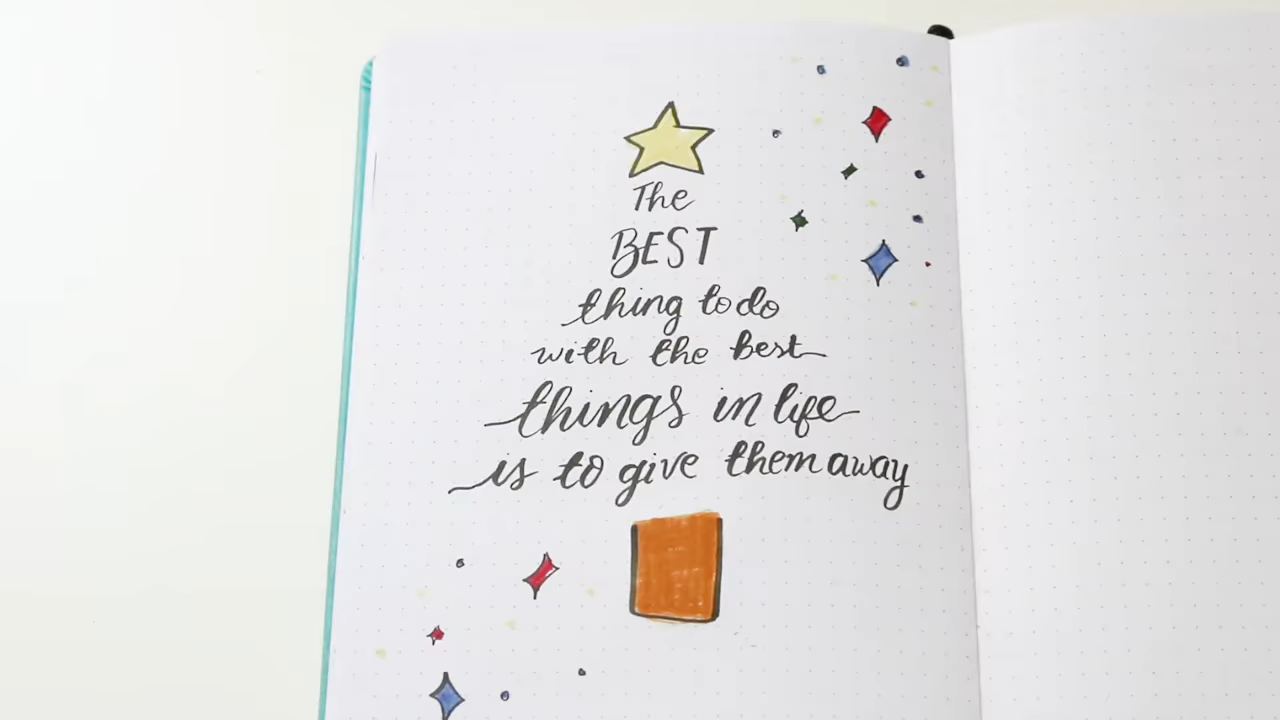 The
BEST
thing to do
with the best
things in life
is to give them away